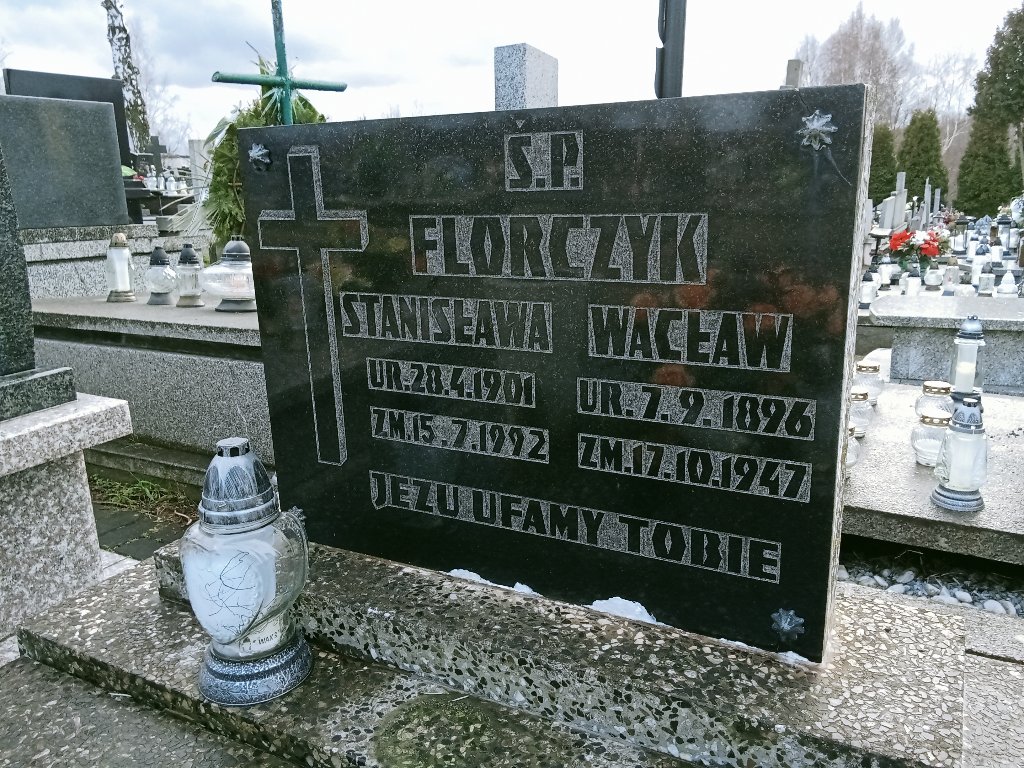 Ś.P.
FLORCZYK
STANISŁAWA WACŁAW
UR.28.4.1901 UR.7.9.1896
ZM.15.7.1992 ZM.17.10.1947
JEZU UFAMY TOBIE